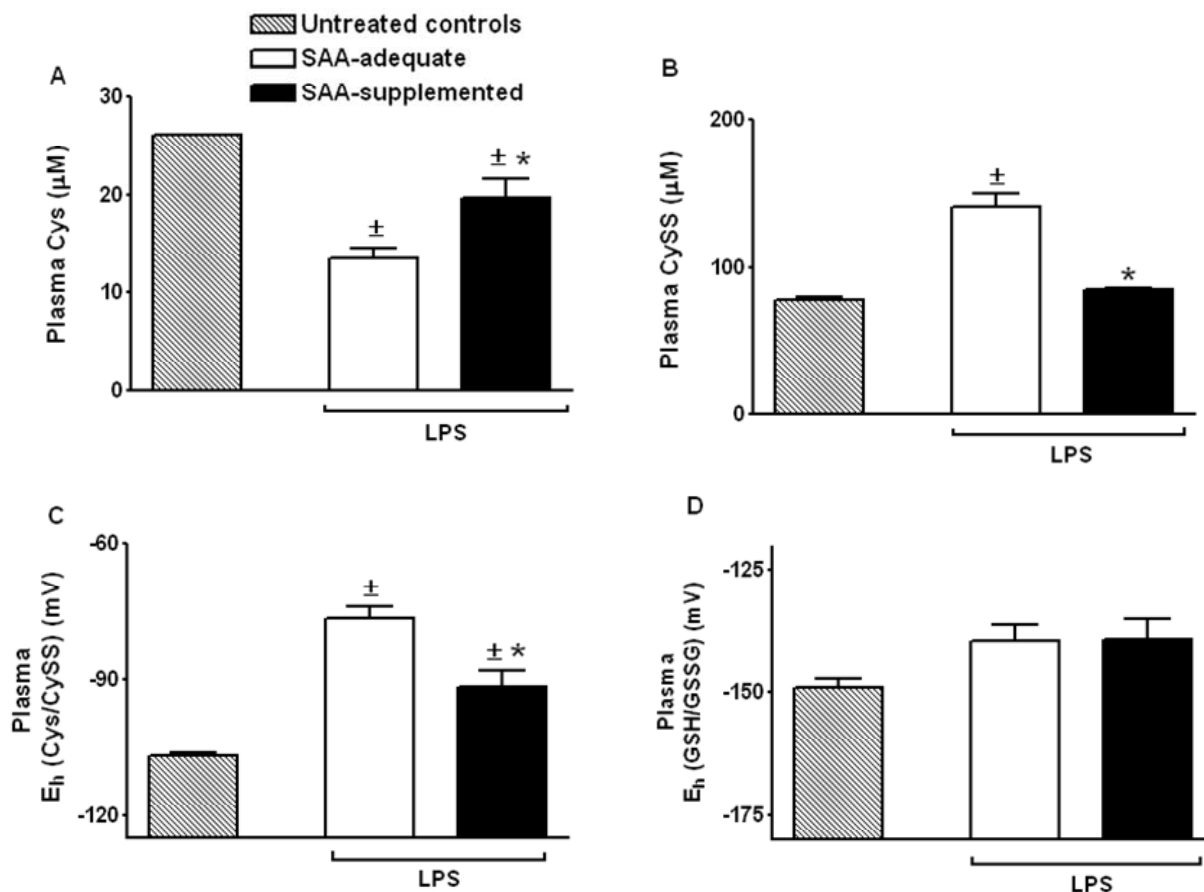 Untreated controls
SAA-adequate
SAA-supplemented
A
Plasma Cys (μM)
30
20
10
0
±
± *
LPS
B
Plasma CySS (μM)
200
100
0
±
*
LPS
C
Plasma
Eh (Cys/CySS) (mV)
-60
-90
-120
±
± *
LPS
D
Plasma
Eh (GSH/GSSG) (mV)
-125
-150
-175
LPS